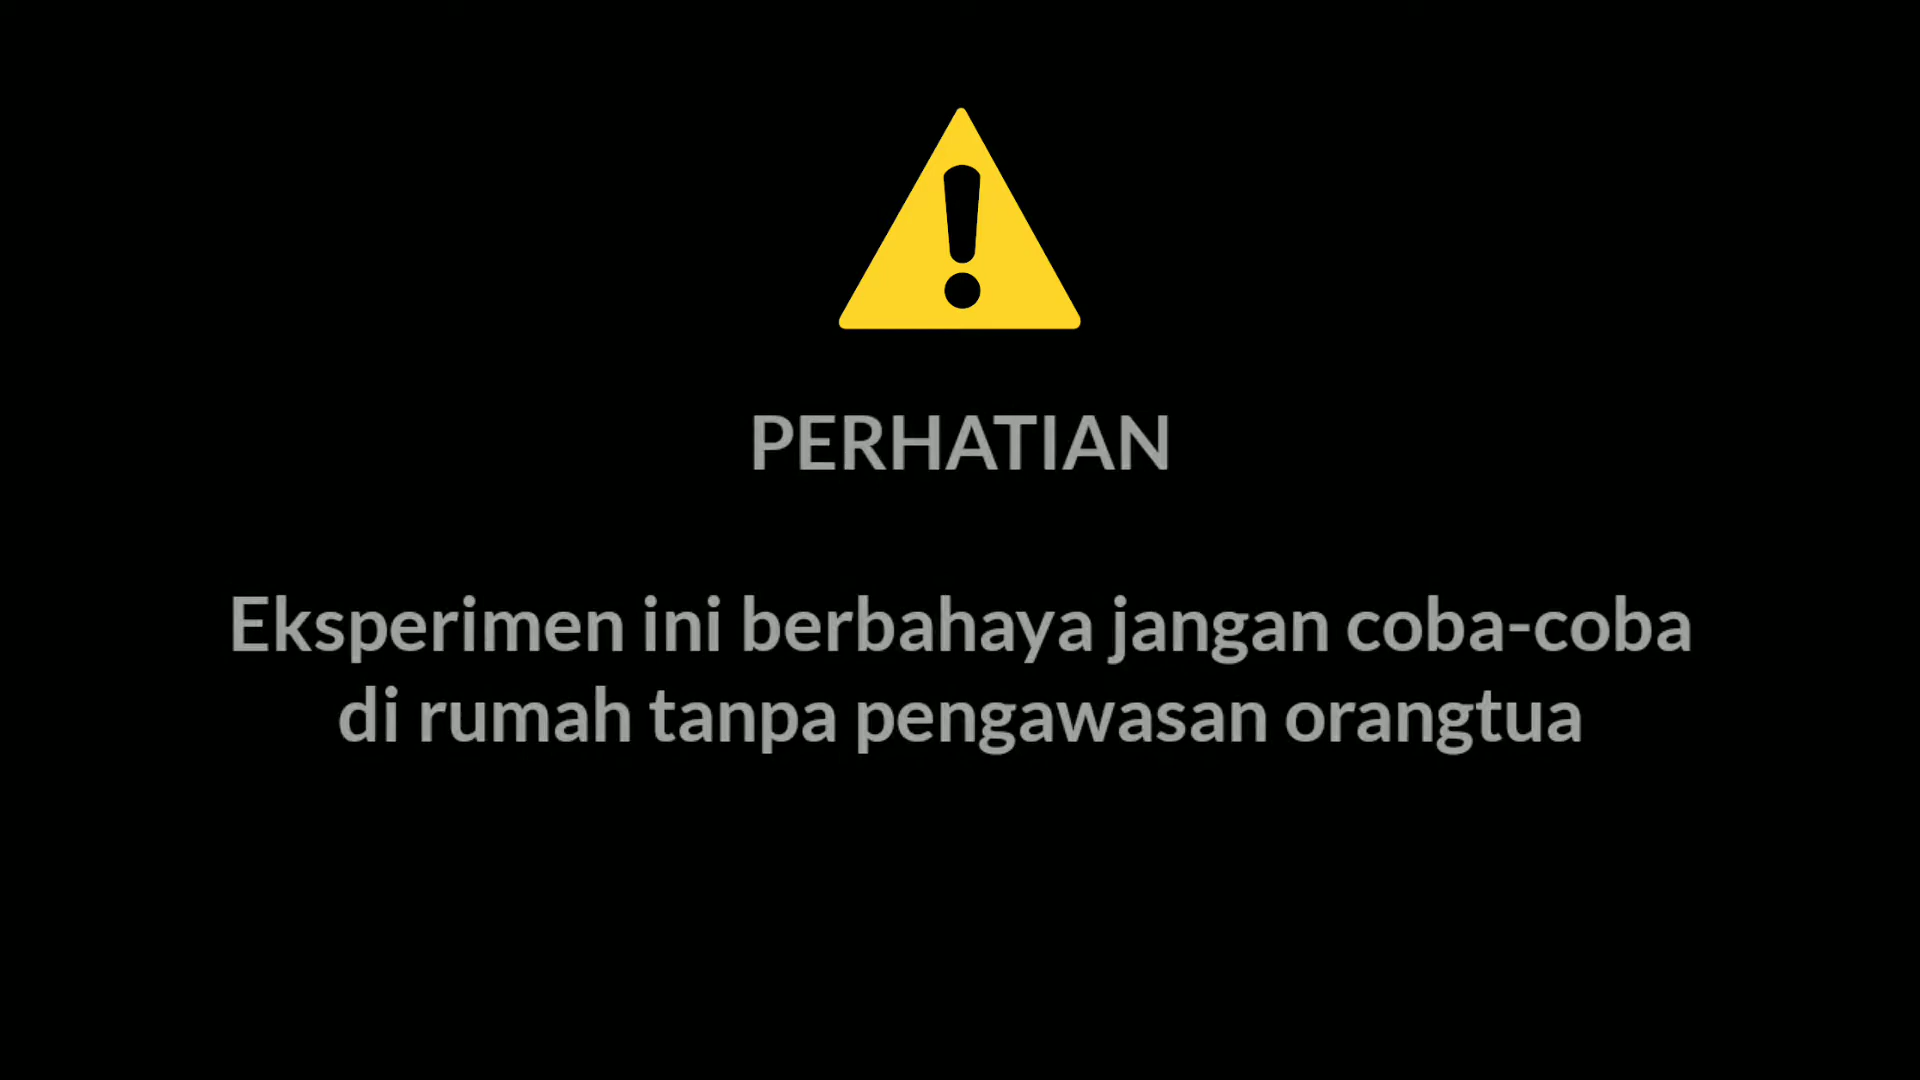 PERHATIAN
Eksperimen ini berbahaya jangan coba-coba
di rumah tanpa pengawasan orangtua